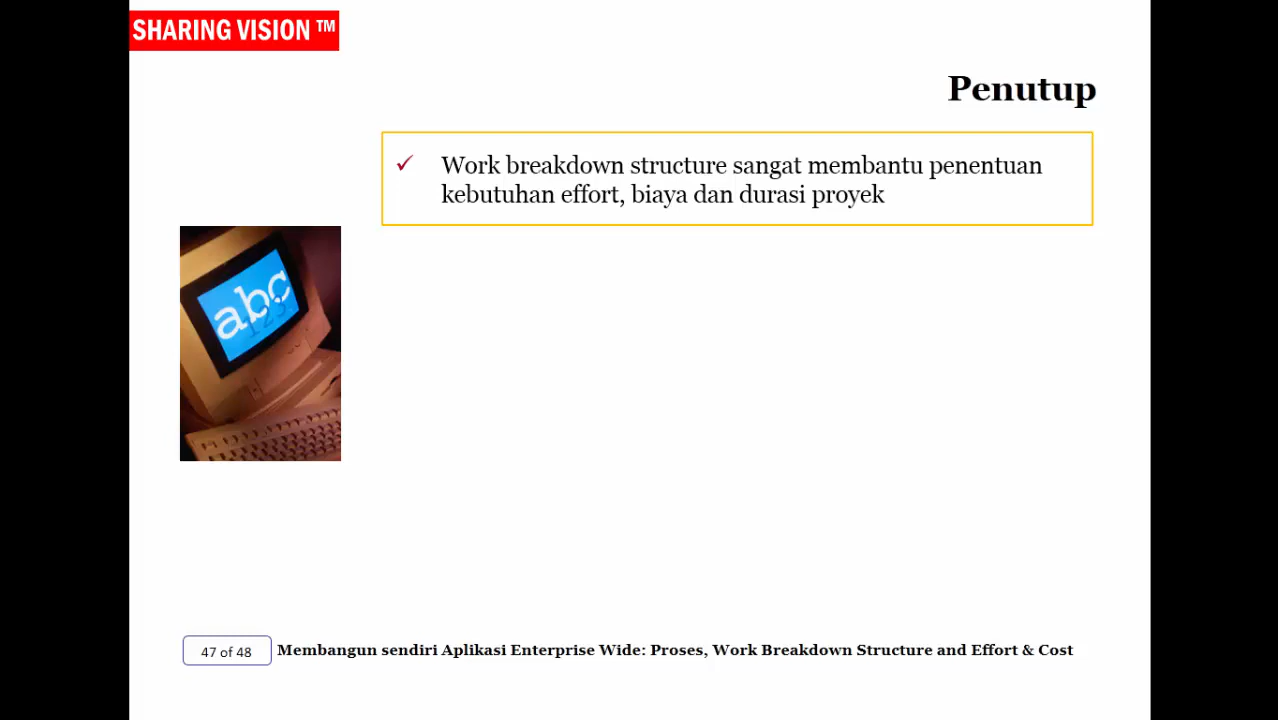 SHARING VISION ™
Penutup
✓ Work breakdown structure sangat membantu penentuan
kebutuhan effort, biaya dan durasi proyek
abc
123
47 of 48
Membangun sendiri Aplikasi Enterprise Wide: Proses, Work Breakdown Structure and Effort & Cost